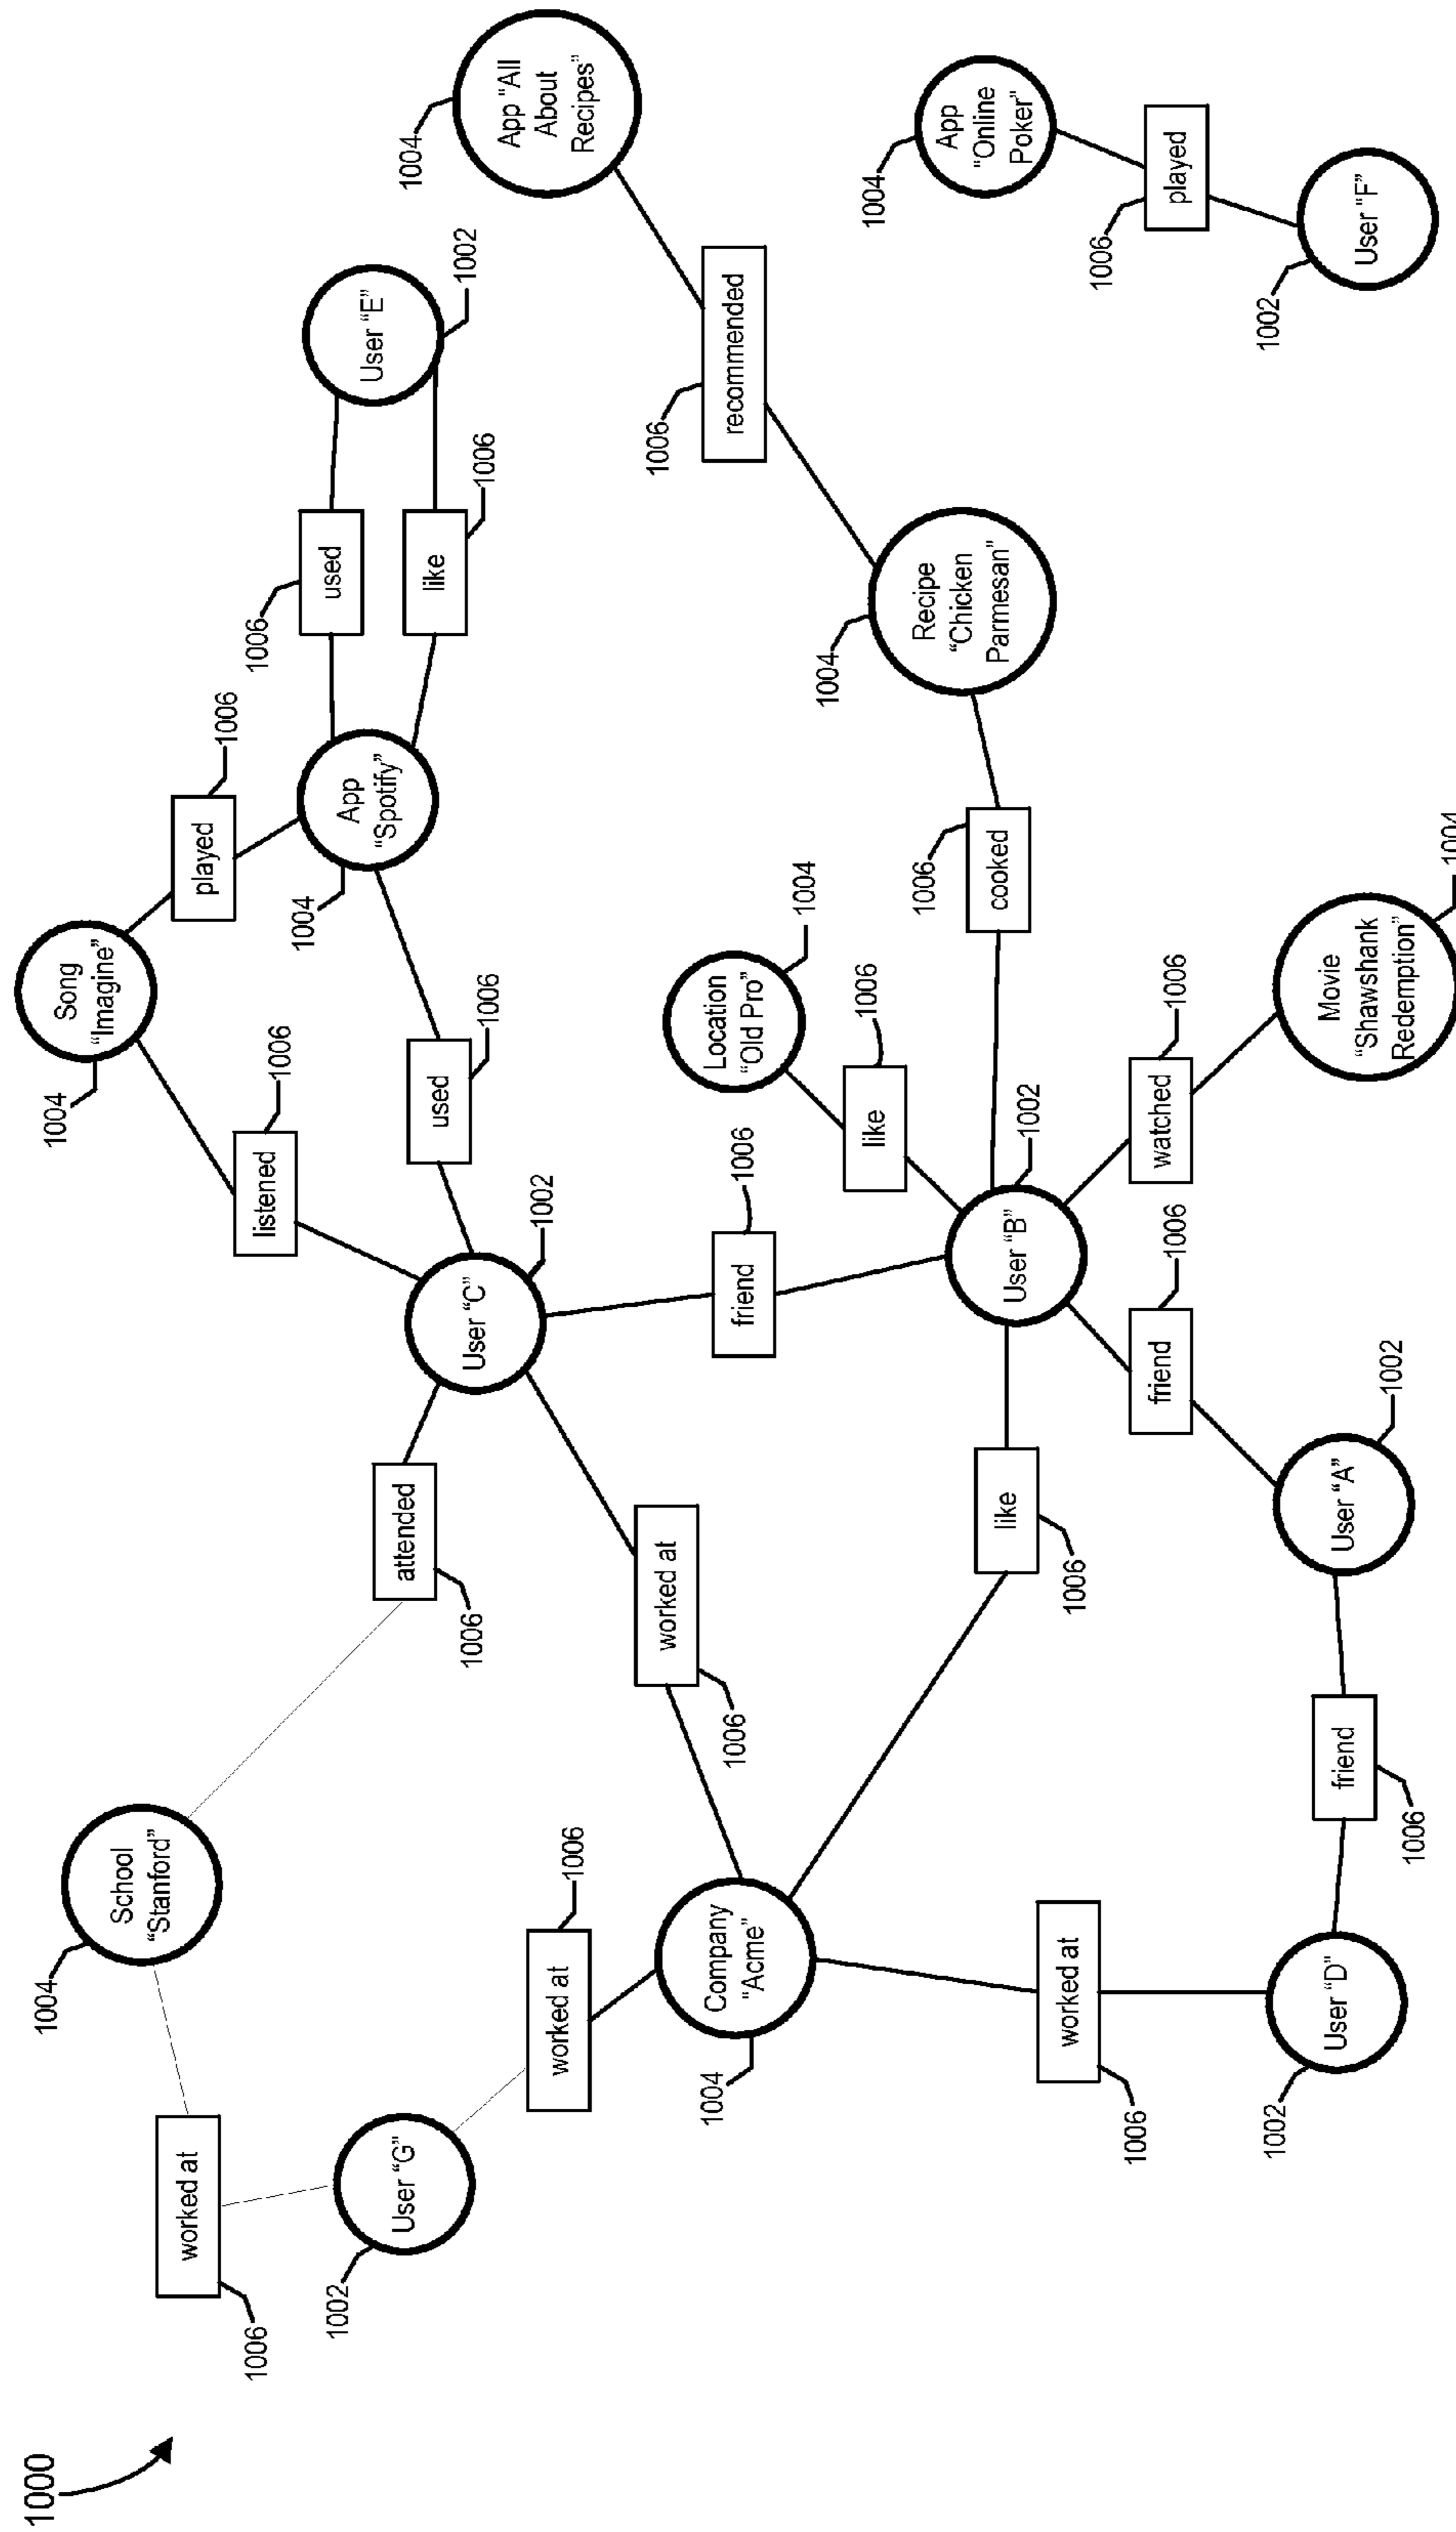 1000
1006
worked at
1004
School
"Stanford"
1002
User "G"
worked at
1006
1004
Company
"Acme"
1006
worked at
1002
User "D"
friend
1006
User "A"
1002
friend
1006
like
1006
worked at
1006
attended
1006
User "C"
1002
friend
1006
User "B"
1002
listened
1006
1004
Song
"Imagine"
played
1006
used
1006
1004
App
"Spotify"
1006
used
like
1006
User "E"
1002
like
1006
Location
"Old Pro"
1004
watched
1006
Movie
"Shawshank
Redemption"
1004
1006
cooked
1004
Recipe
"Chicken
Parmesan"
1006
recommended
1004
App "All
About
Recipes"
1004
App
"Online
Poker"
1006
played
1002
User "F"